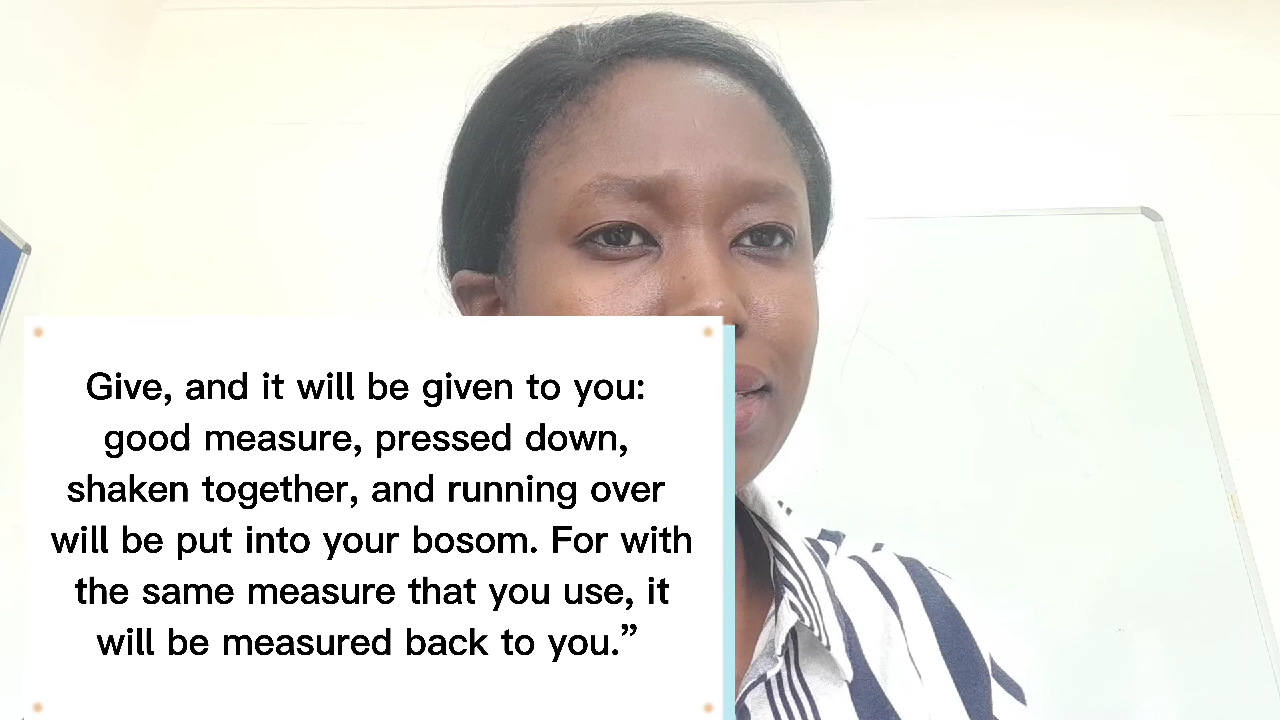 Give, and it will be given to you:
good measure, pressed down,
shaken together, and running over
will be put into your bosom. For with
the same measure that you use, it
will be measured back to you.”